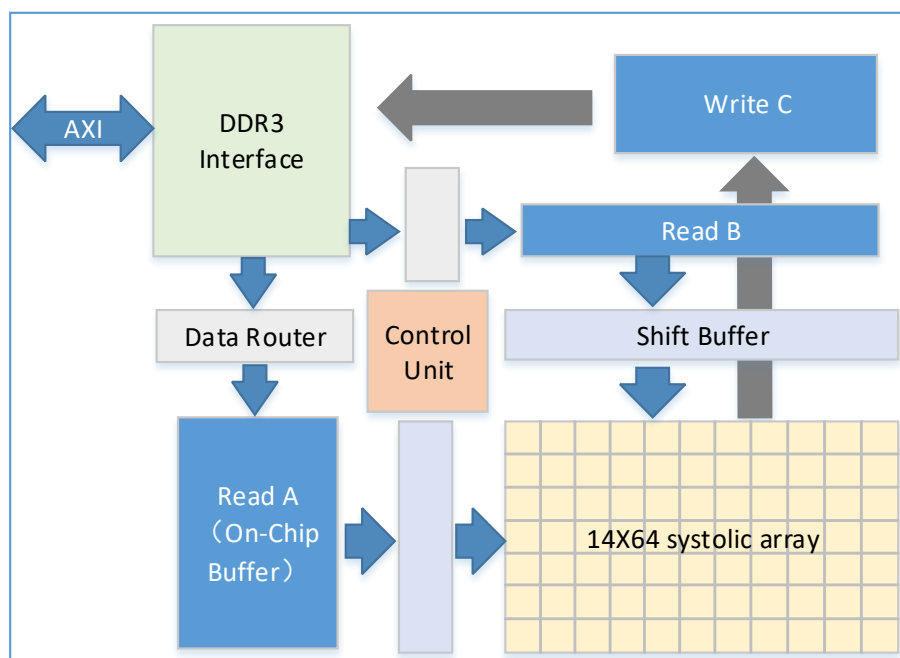 AXI
DDR3
Interface
Write C
Read B
Data Router
Control
Unit
Shift Buffer
Read A
（On-Chip
Buffer）
14X64 systolic array